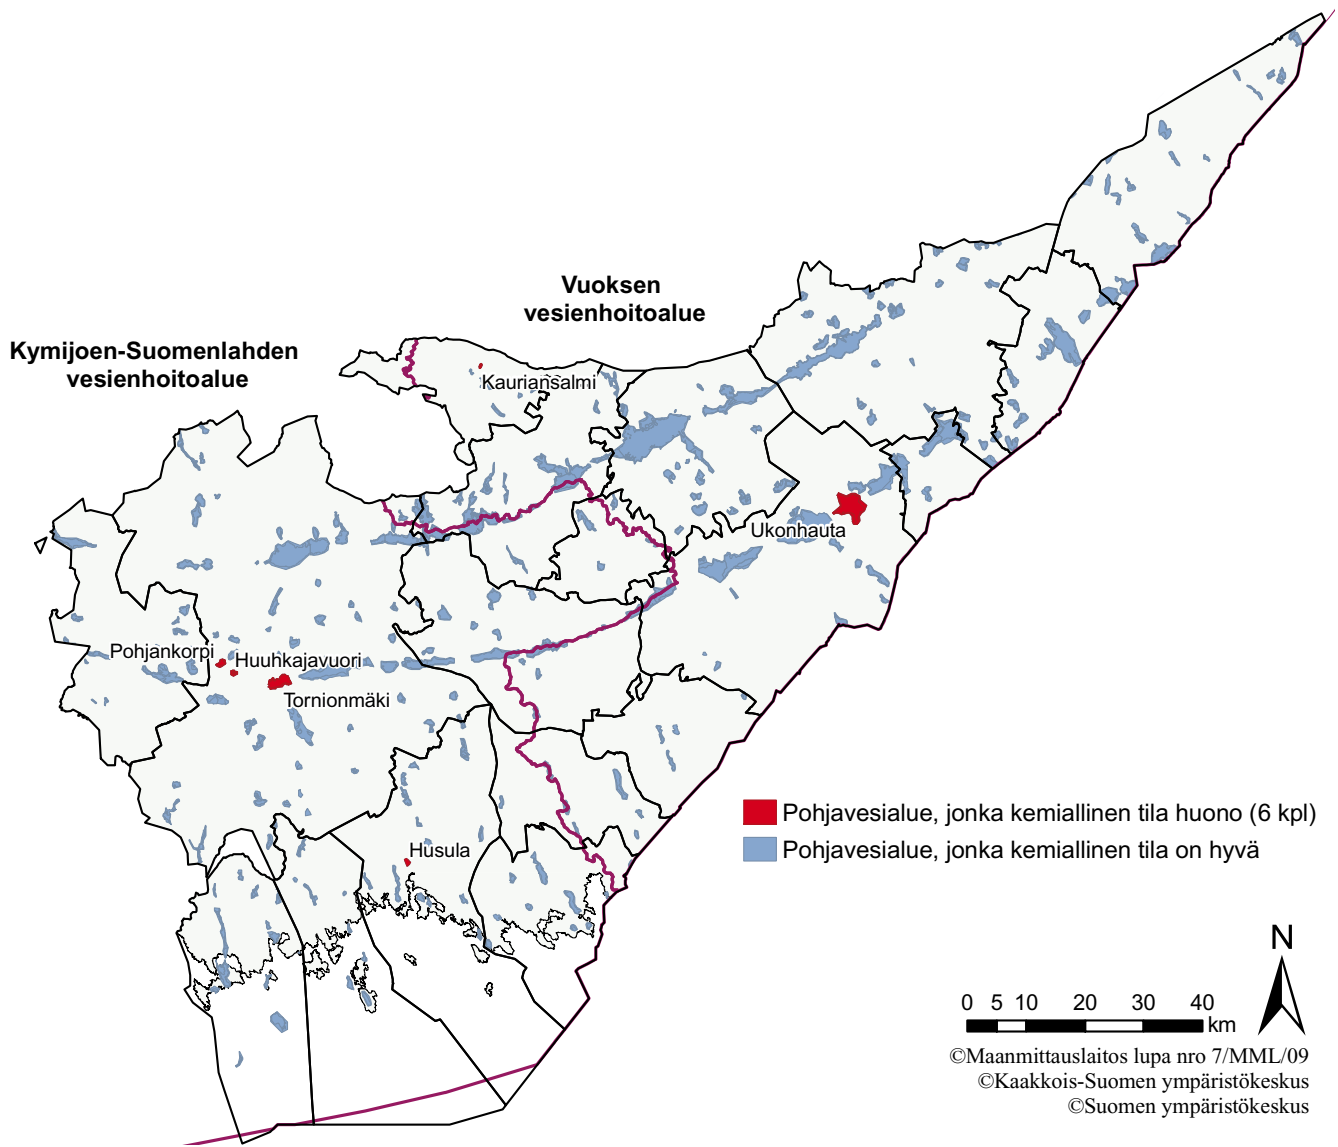 Vuoksen
vesienhoitoalue
Kymijoen-Suomenlahden
vesienhoitoalue
Kauriansalmi
Ukonhauta
Pohjankorpi
Huuhkajavuori
Tornionmäki
Husula
Pohjavesialue, jonka kemiallinen tila huono (6 kpl)
Pohjavesialue, jonka kemiallinen tila on hyvä
N
0 5 10 20 30 40
km
©Maanmittauslaitos lupa nro 7/MML/09
©Kaakkois-Suomen ympäristökeskus
©Suomen ympäristökeskus